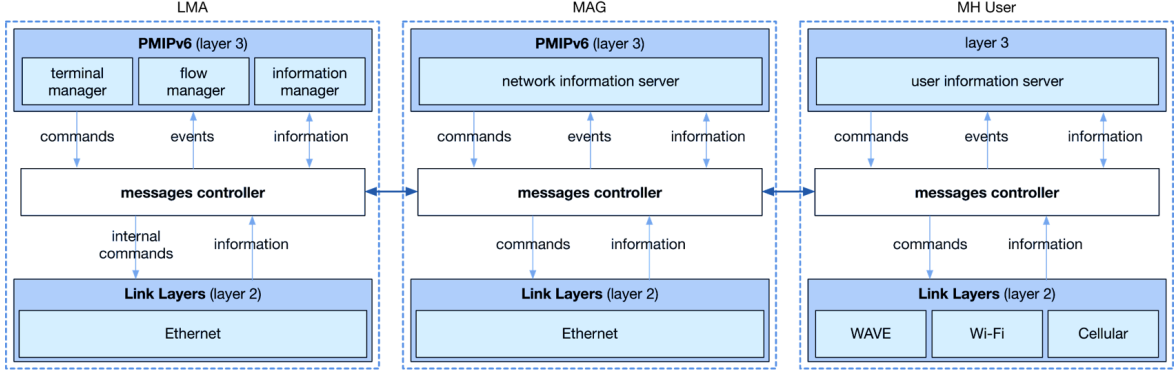 LMA
MAG
MH User
PMIPv6 (layer 3)
terminal
manager
flow
manager
information
manager
commands
events
information
messages controller
internal
commands
information
Link Layers (layer 2)
Ethernet
PMIPv6 (layer 3)
network information server
commands
events
information
messages controller
commands
information
Link Layers (layer 2)
Ethernet
layer 3
user information server
commands
events
information
messages controller
commands
information
Link Layers (layer 2)
WAVE
Wi-Fi
Cellular